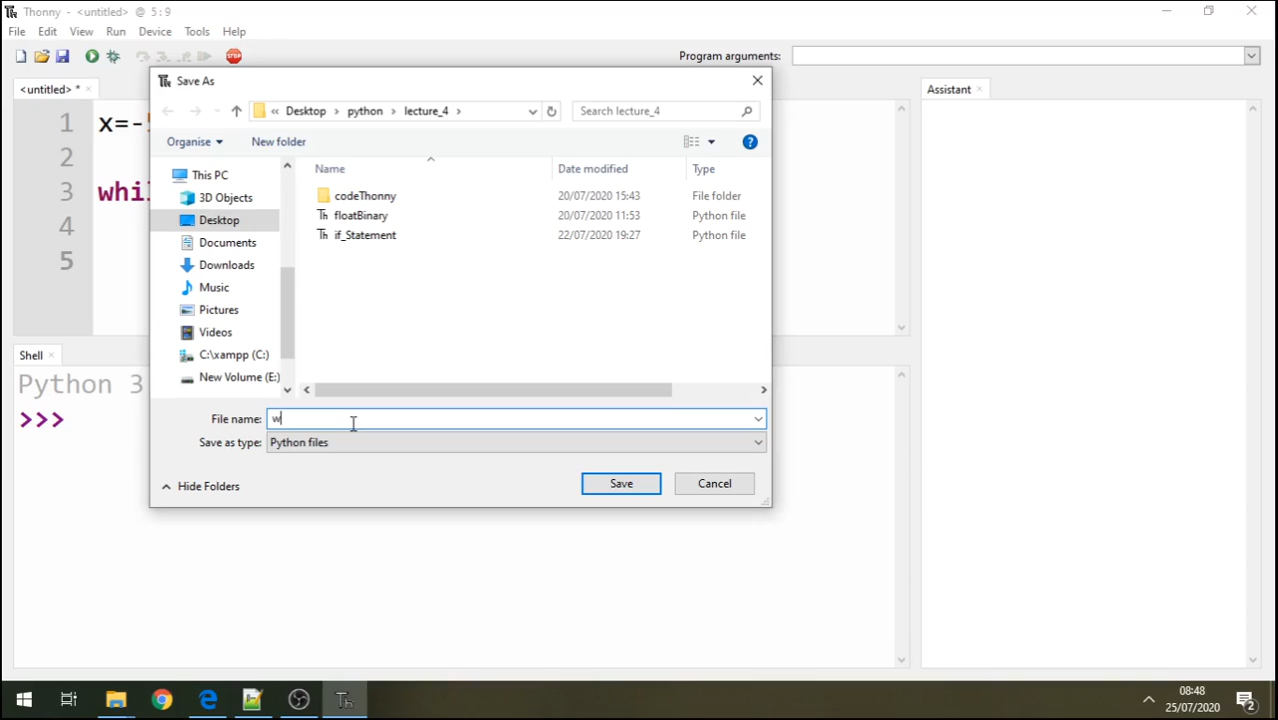 Thonny - <untitled> @ 5 : 9
File Edit View Run Device Tools Help
STOP
Program arguments:
<untitled> * ×
1 x=-
2
3 whil
4
5
Th Save As
« Desktop › python › lecture_4 ›
Search lecture_4
Organise New folder
This PC
3D Objects
Desktop
Documents
Downloads
Music
Pictures
Videos
C:\xampp (C:)
New Volume (E:)
Name Date modified Type
codeThonny 20/07/2020 15:43 File folder
floatBinary 20/07/2020 11:53 Python file
if_Statement 22/07/2020 19:27 Python file
File name: w
Save as type: Python files
Hide Folders
Save Cancel
Shell ×
Python 3
>>>
Assistant ×
08:48
25/07/2020
2